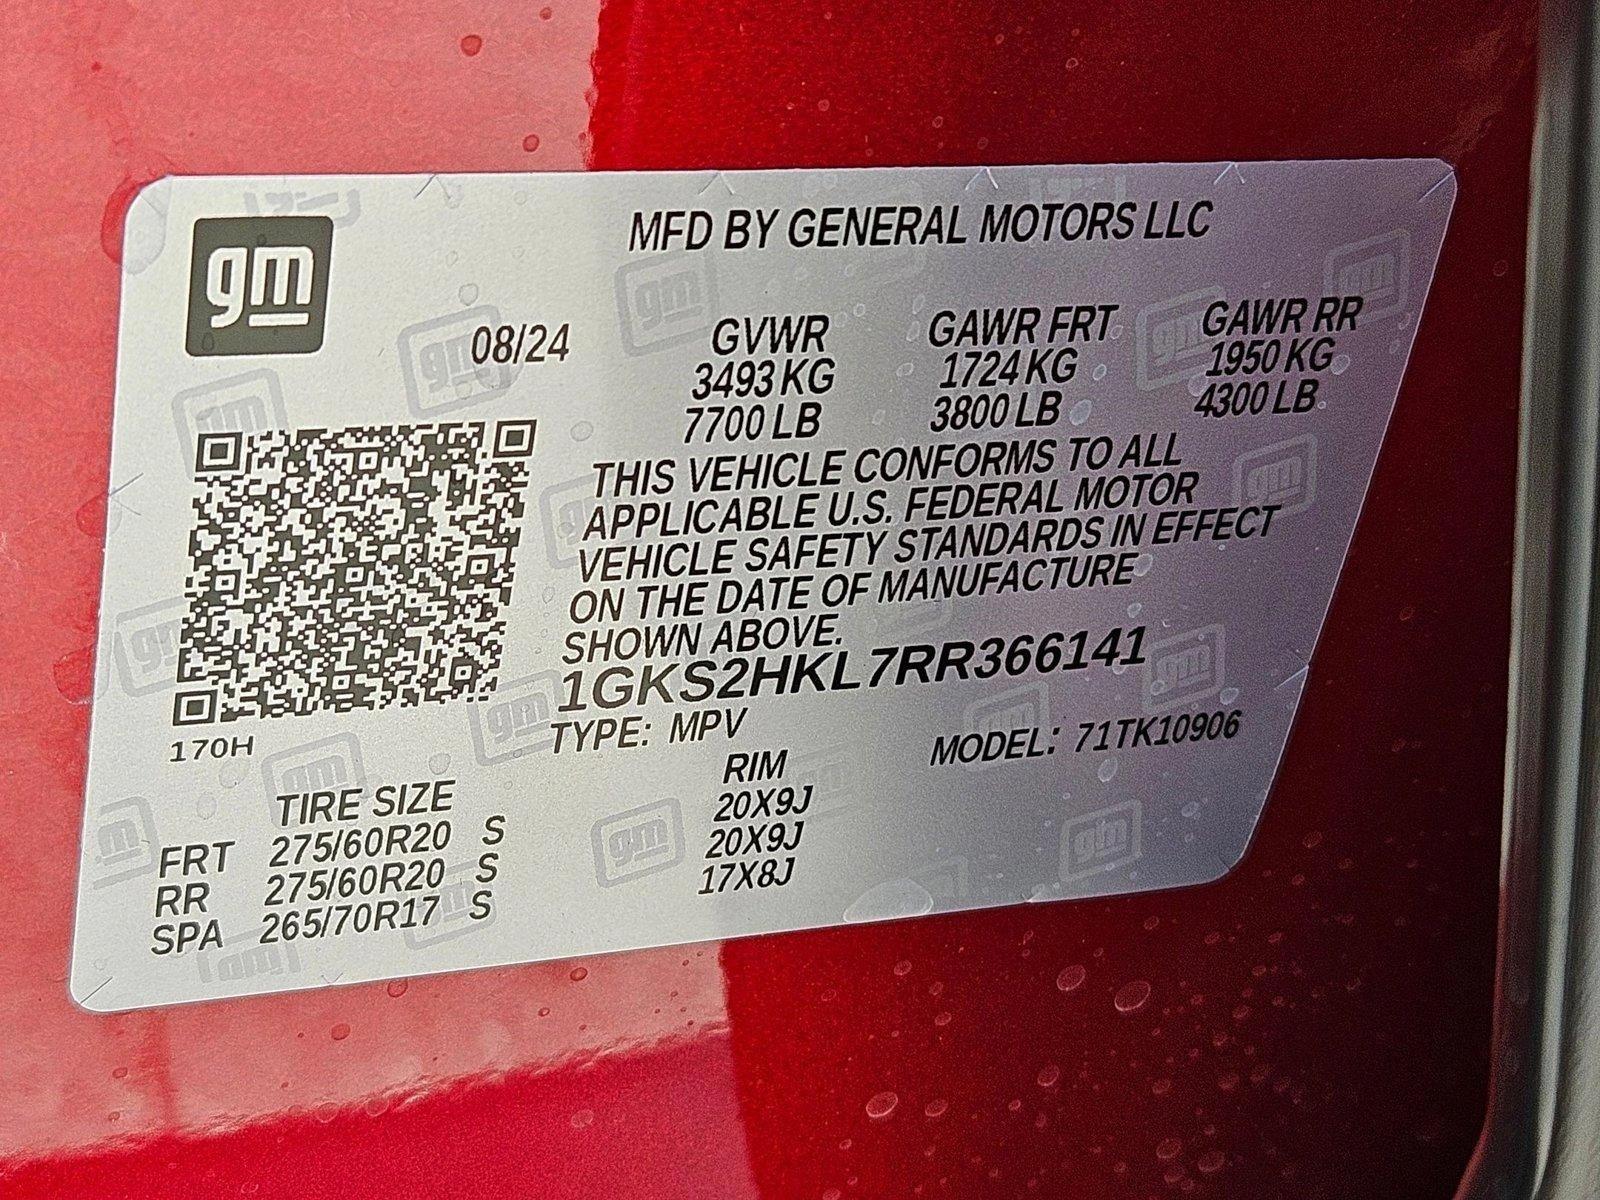 gm
MFD BY GENERAL MOTORS LLC
08/24
GVWR GAWR FRT GAWR RR
3493 KG 1724 KG 1950 KG
7700 LB 3800 LB 4300 LB
THIS VEHICLE CONFORMS TO ALL
APPLICABLE U.S. FEDERAL MOTOR
VEHICLE SAFETY STANDARDS IN EFFECT
ON THE DATE OF MANUFACTURE
SHOWN ABOVE.
1GKS2HKL7RR366141
170H
TYPE: MPV MODEL: 71TK10906
TIRE SIZE RIM
FRT 275/60R20 S 20X9J
RR 275/60R20 S 20X9J
SPA 265/70R17 S 17X8J